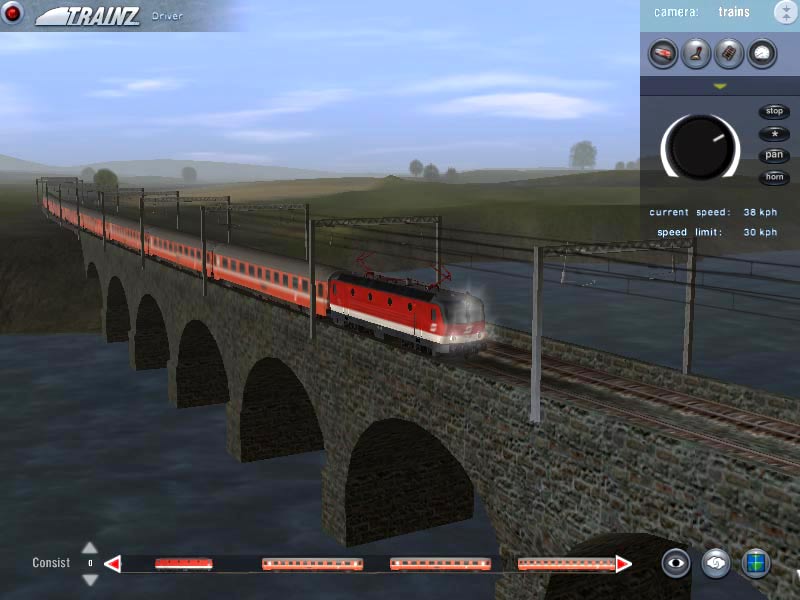 TRAINZ Driver
camera: trains
stop
*
pan
horn
current speed: 38 kph
speed limit: 30 kph
Consist 0